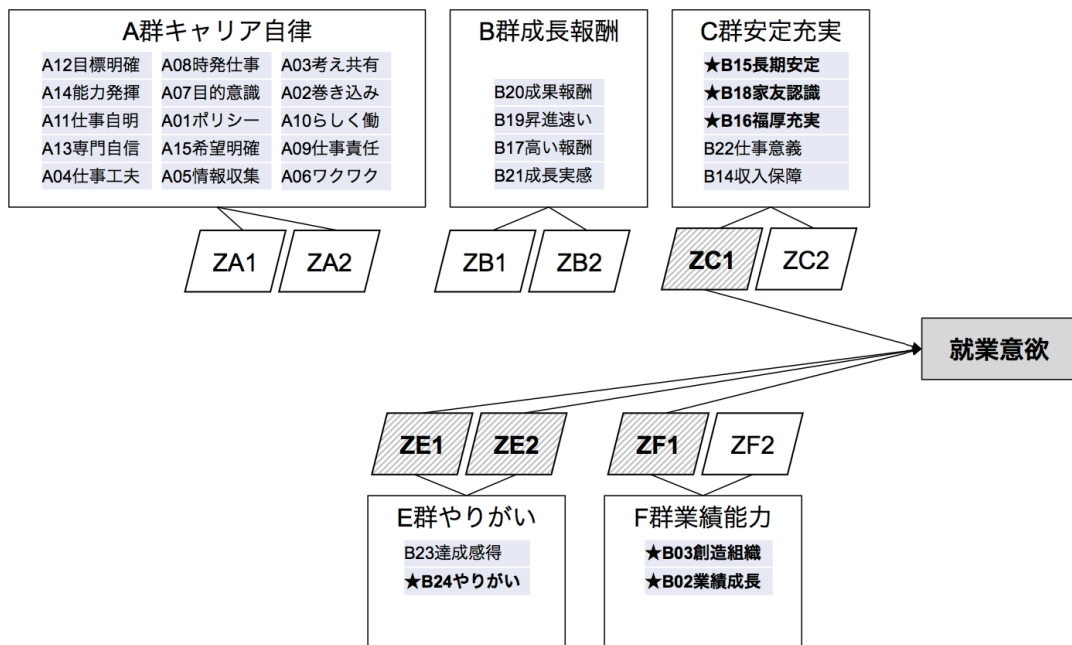 A群キャリア自律
A12目標明確 A08時発仕事 A03考え共有
A14能力発揮 A07目的意識 A02巻き込み
A11仕事自明 A01ポリシー A10らしく働
A13専門自信 A15希望明確 A09仕事責任
A04仕事工夫 A05情報収集 A06ワクワク
B群成長報酬
B20成果報酬
B19昇進速い
B17高い報酬
B21成長実感
C群安定充実
★B15長期安定
★B18家友認識
★B16福厚充実
B22仕事意義
B14収入保障
ZA1 ZA2 ZB1 ZB2 ZC1 ZC2
就業意欲
ZE1 ZE2 ZF1 ZF2
E群やりがい
B23達成感得
★B24やりがい
F群業績能力
★B03創造組織
★B02業績成長